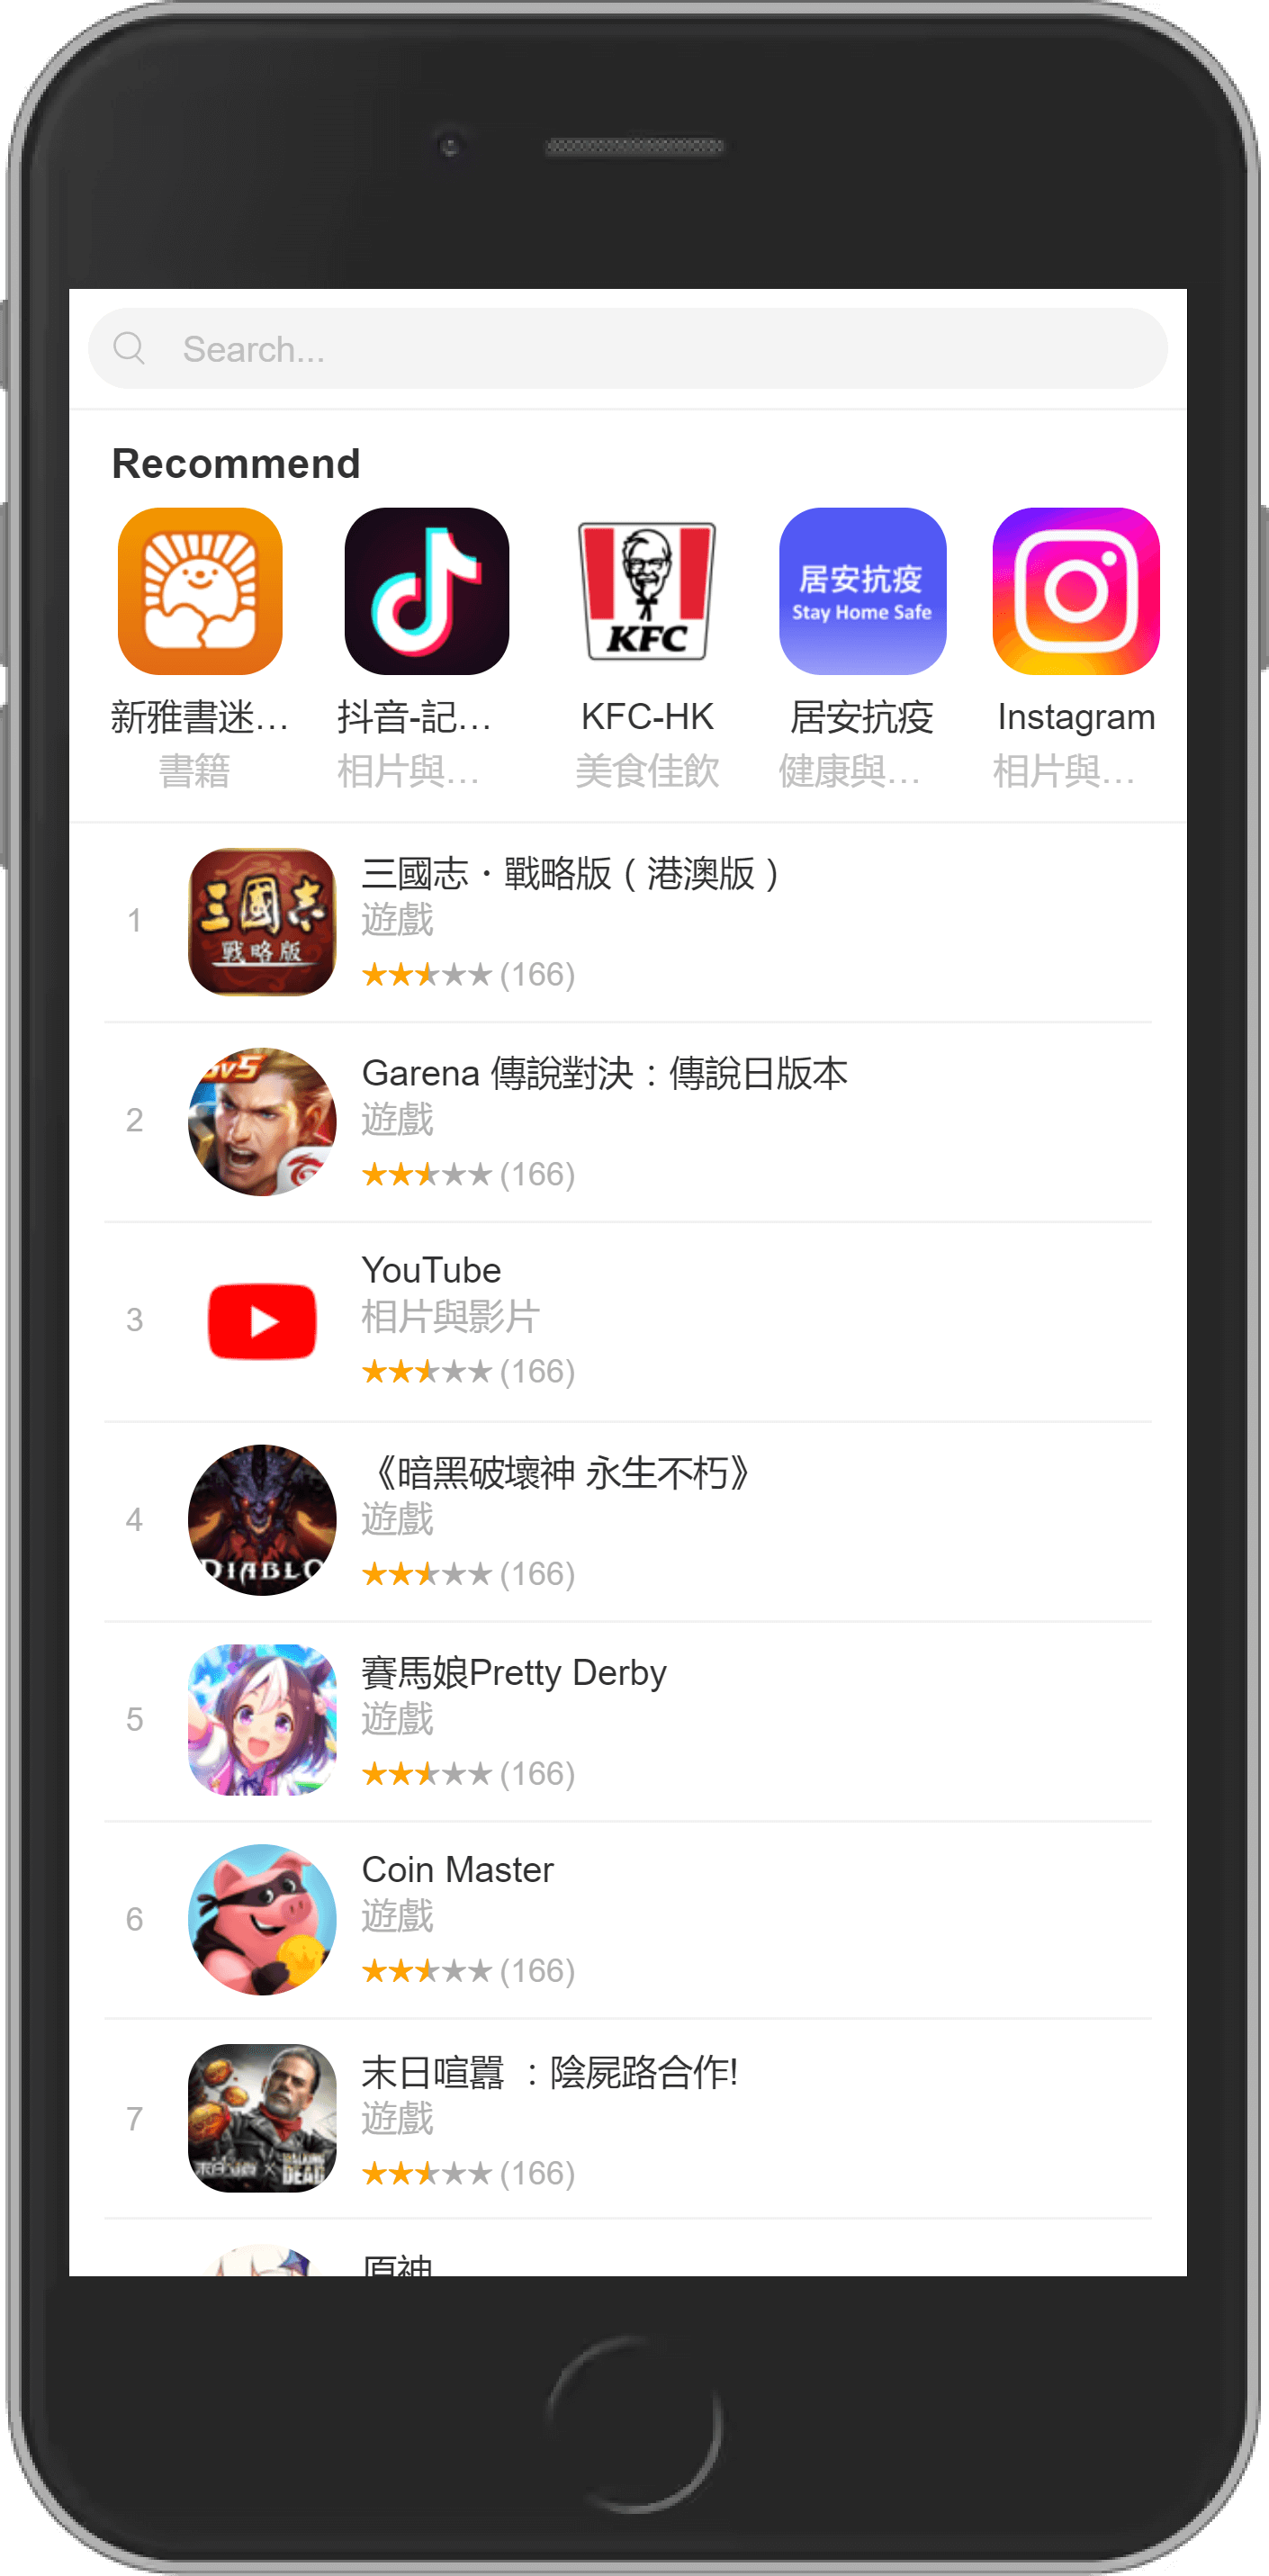 Search...
Recommend
居安抗疫
Stay Home Safe
KFC
新雅書迷…
抖音-記…
KFC-HK
居安抗疫
Instagram
書籍
相片與…
美食佳飲
健康與…
相片與…
1
三國志
戰略版
三國志・戰略版（港澳版）
遊戲
(166)
2
5v5
Garena 傳說對決：傳說日版本
遊戲
(166)
3
YouTube
相片與影片
(166)
4
DIABLO
《暗黑破壞神 永生不朽》
遊戲
(166)
5
賽馬娘Pretty Derby
遊戲
(166)
6
Coin Master
遊戲
(166)
7
DEAD
末日喧囂 ：陰屍路合作!
遊戲
(166)
原神